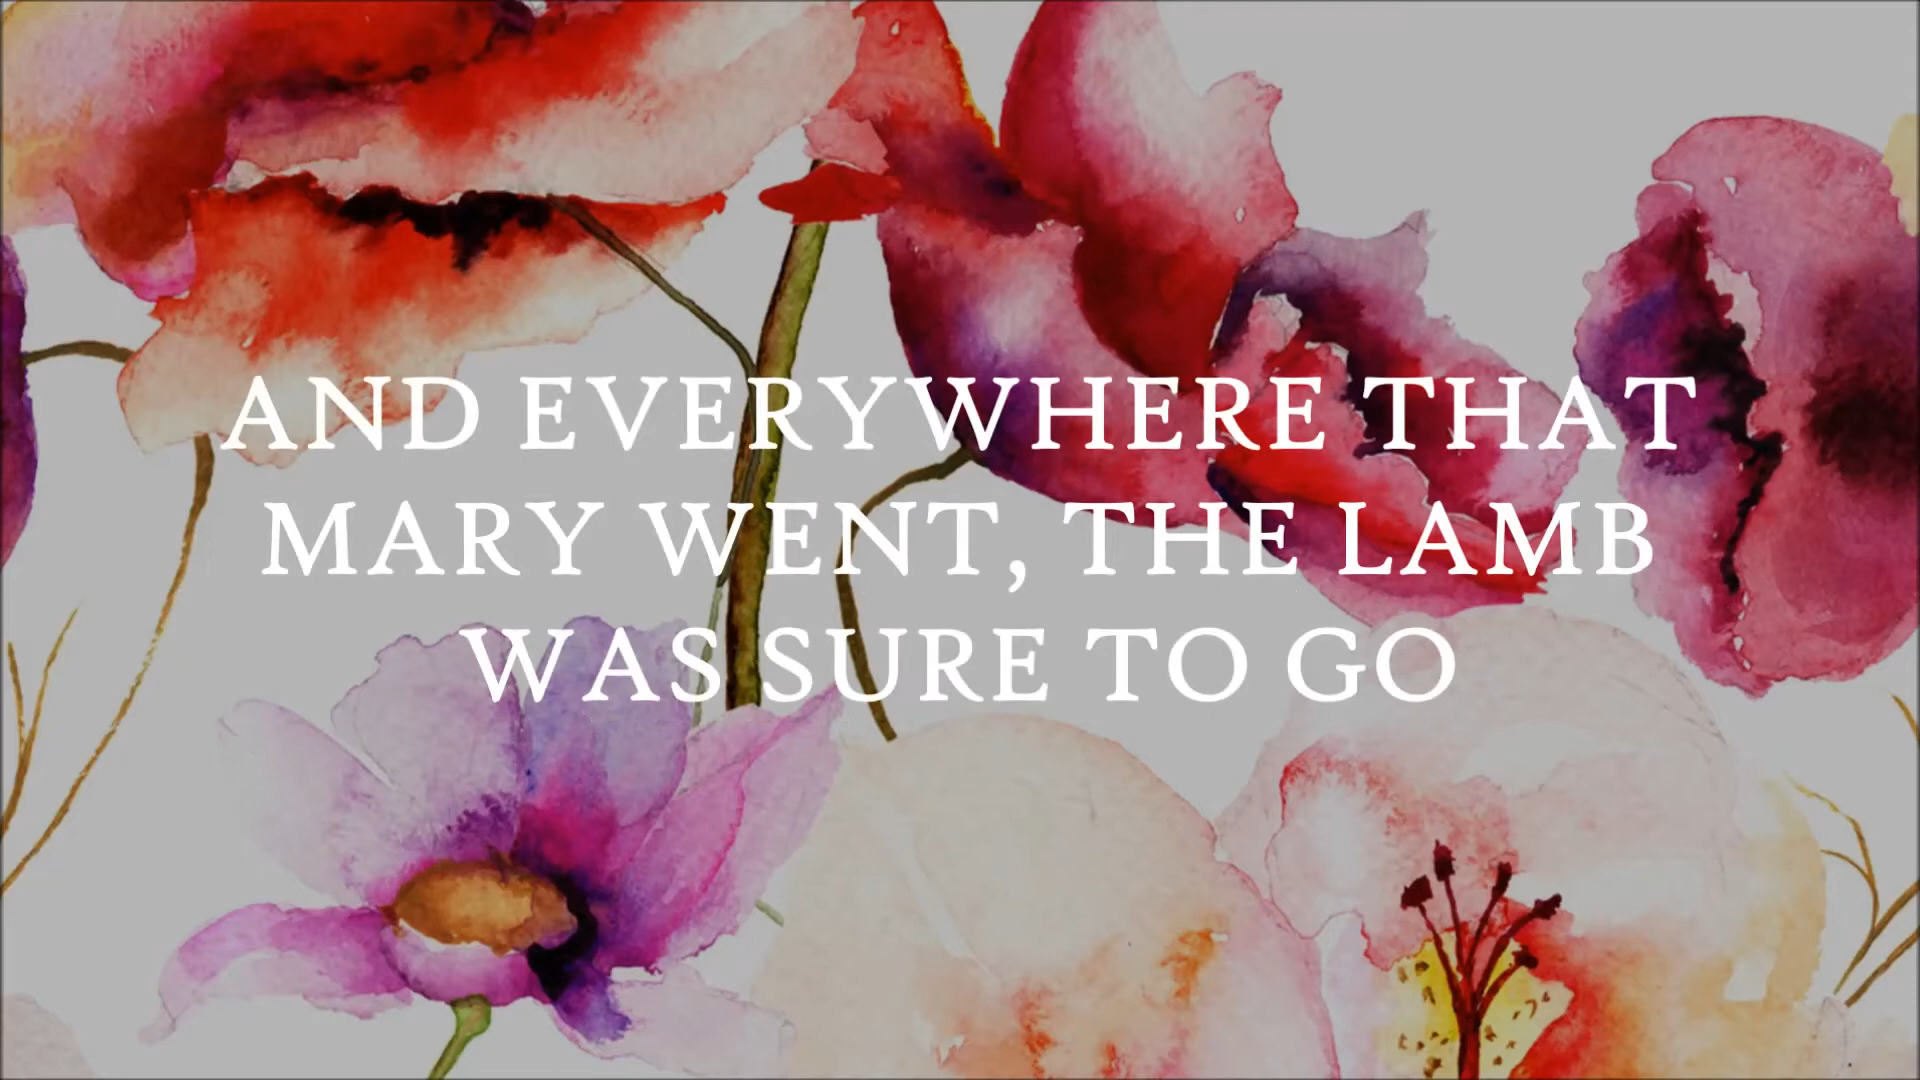 AND EVERYWHERE THAT
MARY WENT, THE LAMB
WAS SURE TO GO